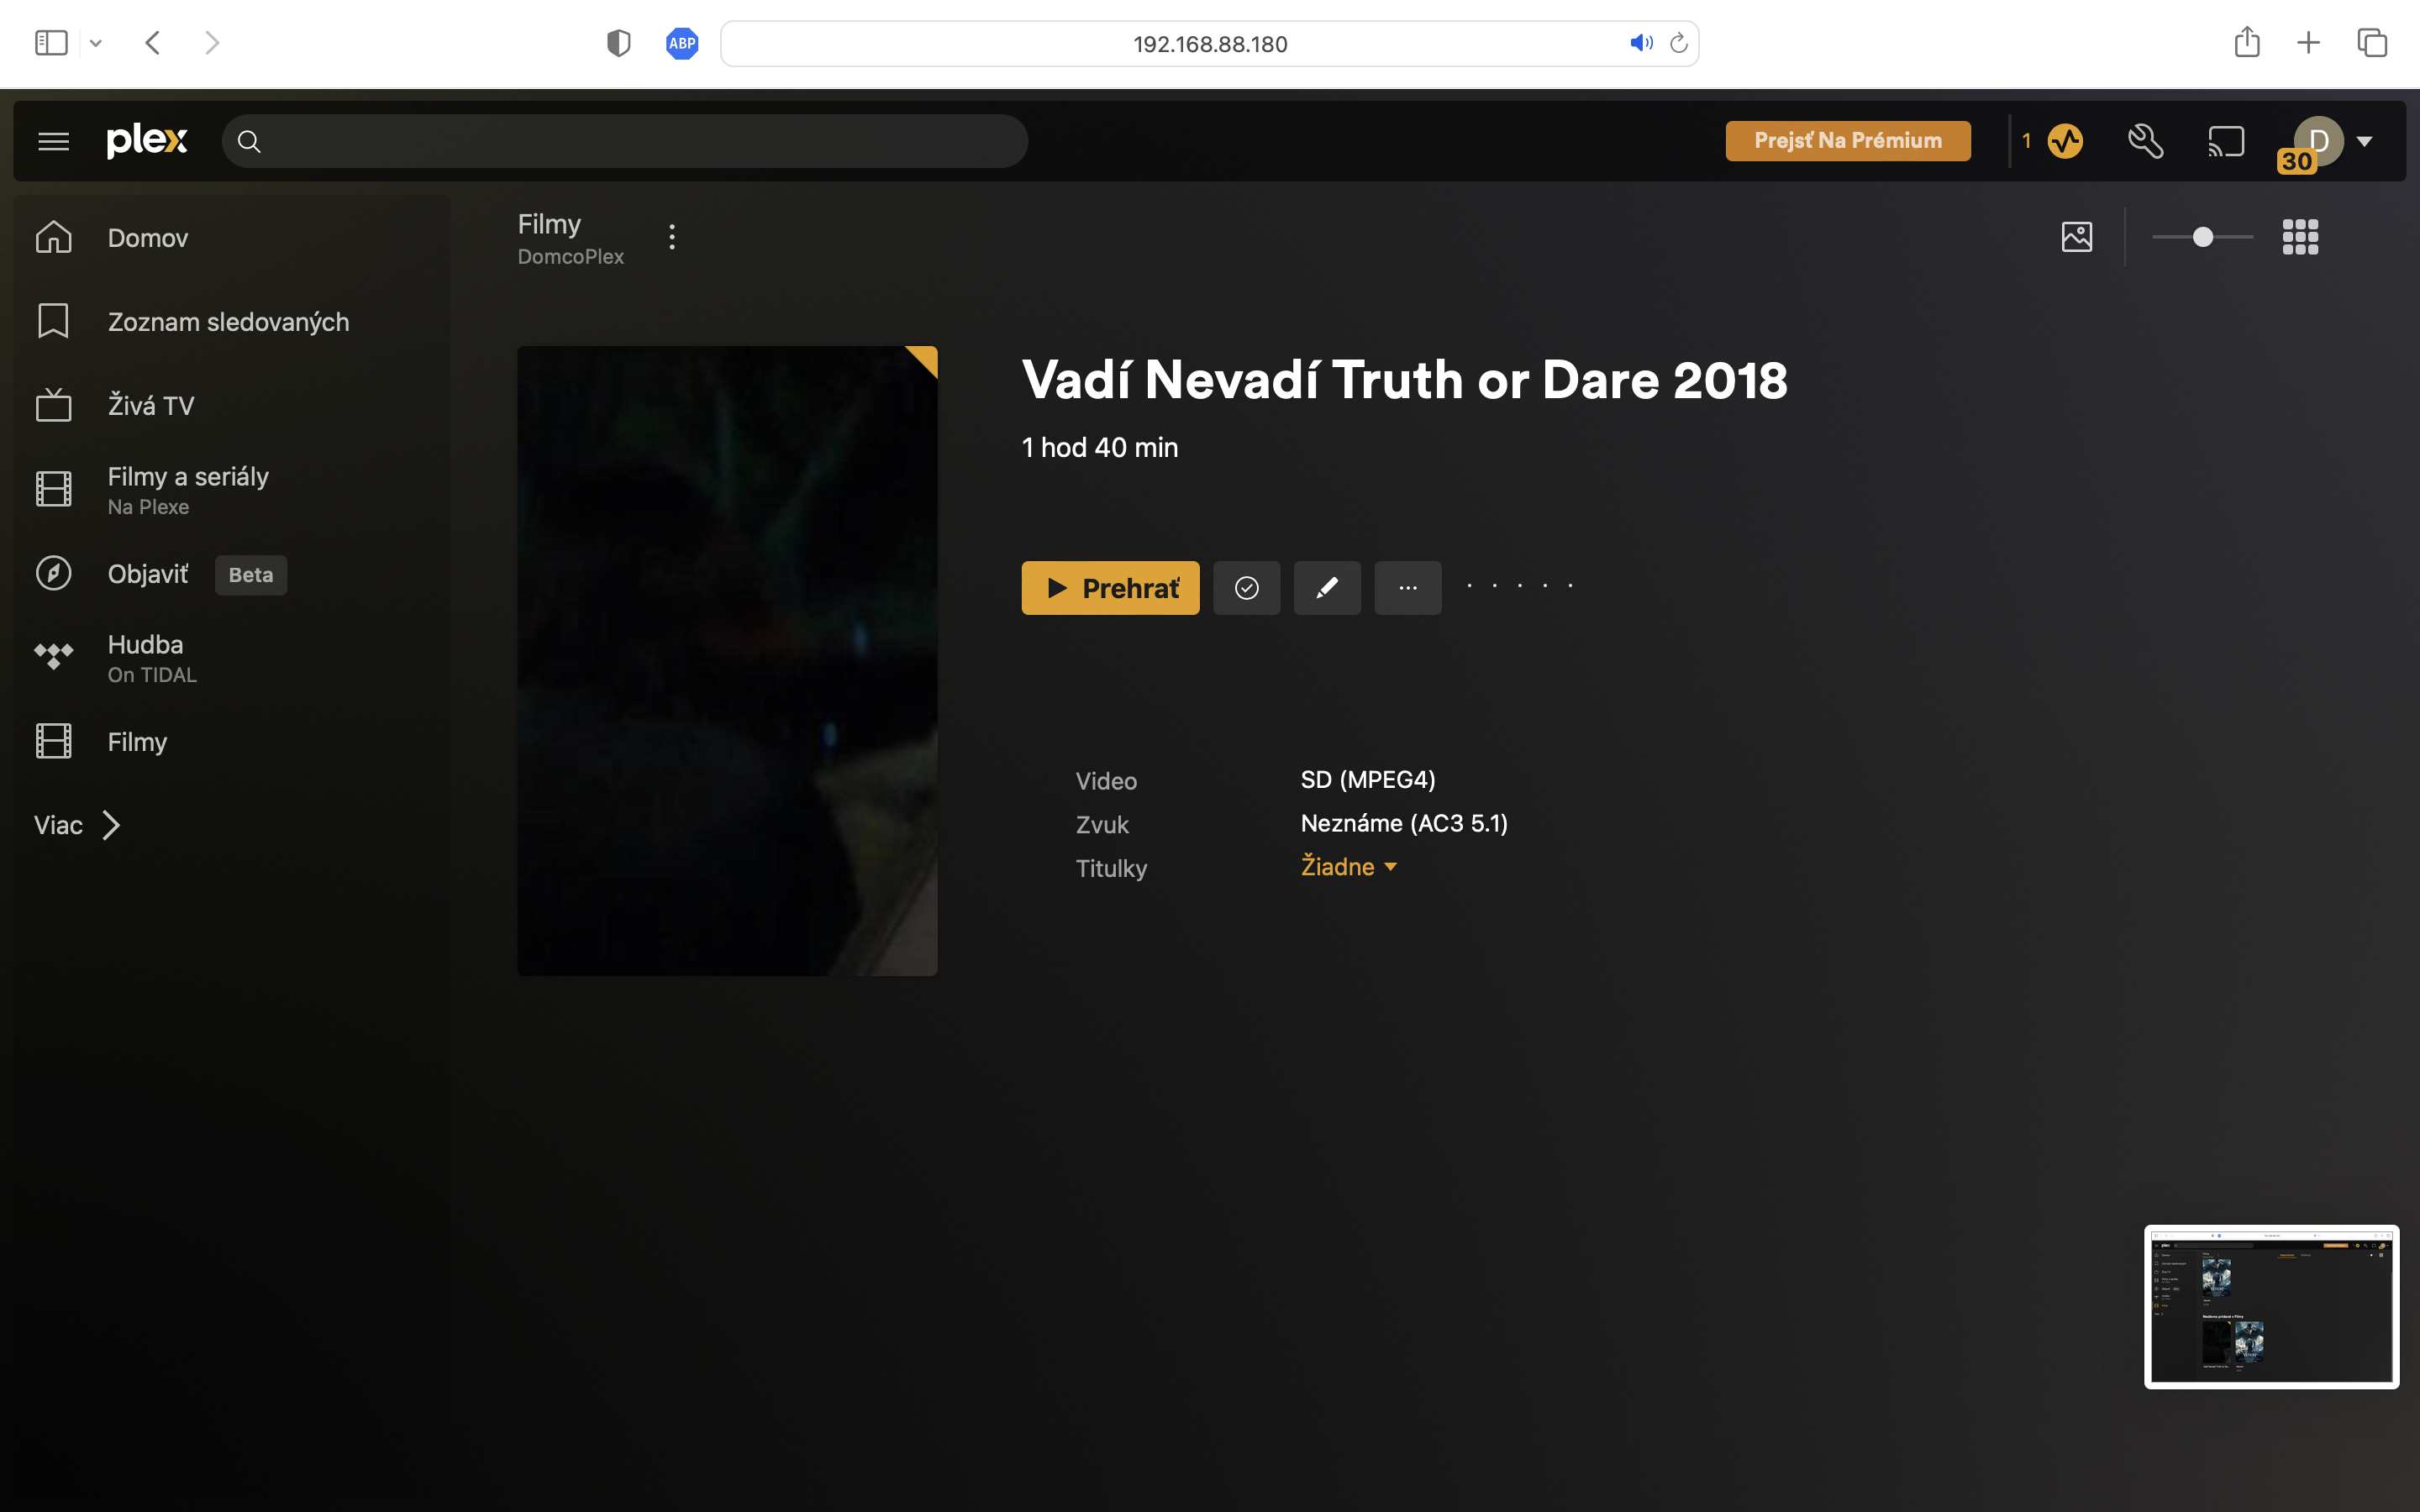 ABP
192.168.88.180
plex
Prejsť Na Prémium
1
D
30
Domov
Zoznam sledovaných
Živá TV
Filmy a seriály
Na Plexe
Objaviť
Beta
Hudba
On TIDAL
Filmy
Viac
Filmy
DomcoPlex
Vadí Nevadí Truth or Dare 2018
1 hod 40 min
Prehrať
Video
SD (MPEG4)
Zvuk
Neznáme (AC3 5.1)
Titulky
Žiadne